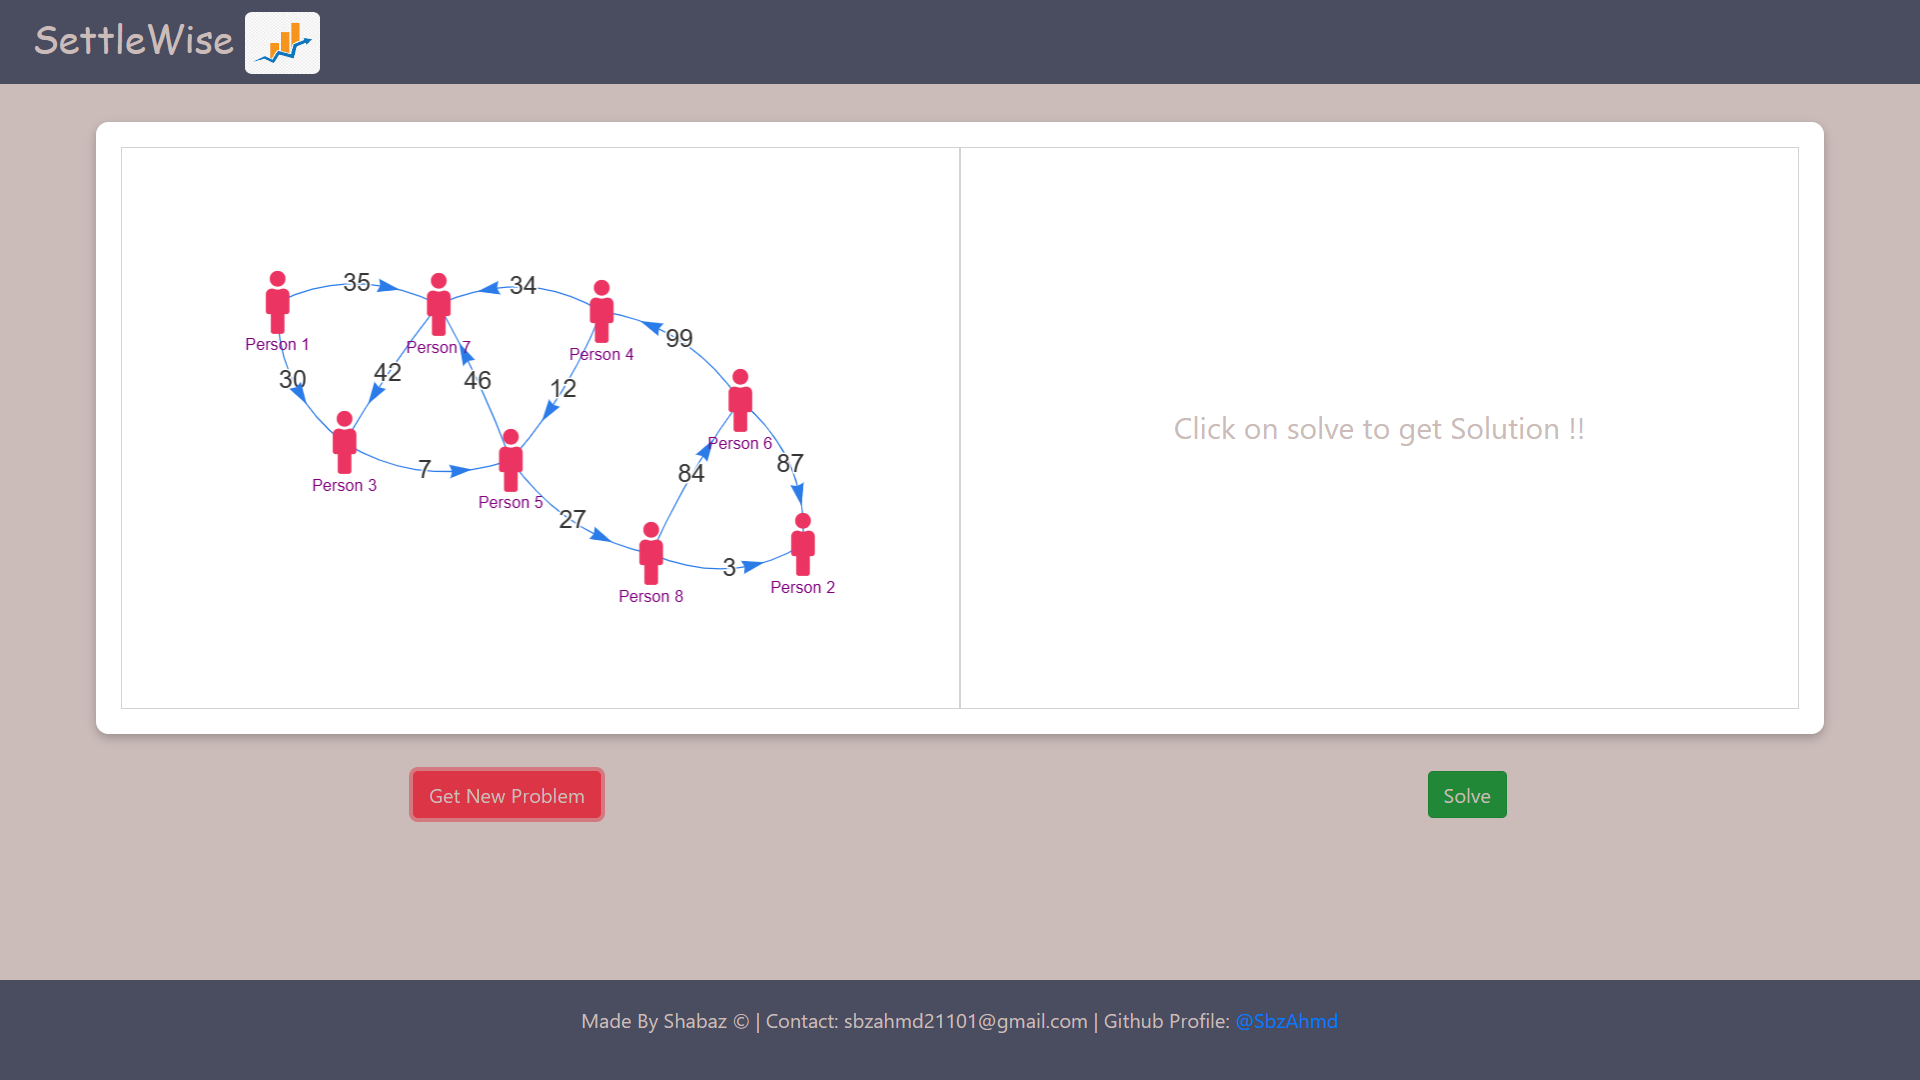 SettleWise
35
34
Person 1
Person 7
Person 4
99
30
42
46
12
Person 6
Person 3
7
Person 5
84
87
27
3
Person 8
Person 2
Click on solve to get Solution !!
Get New Problem
Solve
Made By Shabaz © | Contact: sbzahmd21101@gmail.com | Github Profile: @SbzAhmd